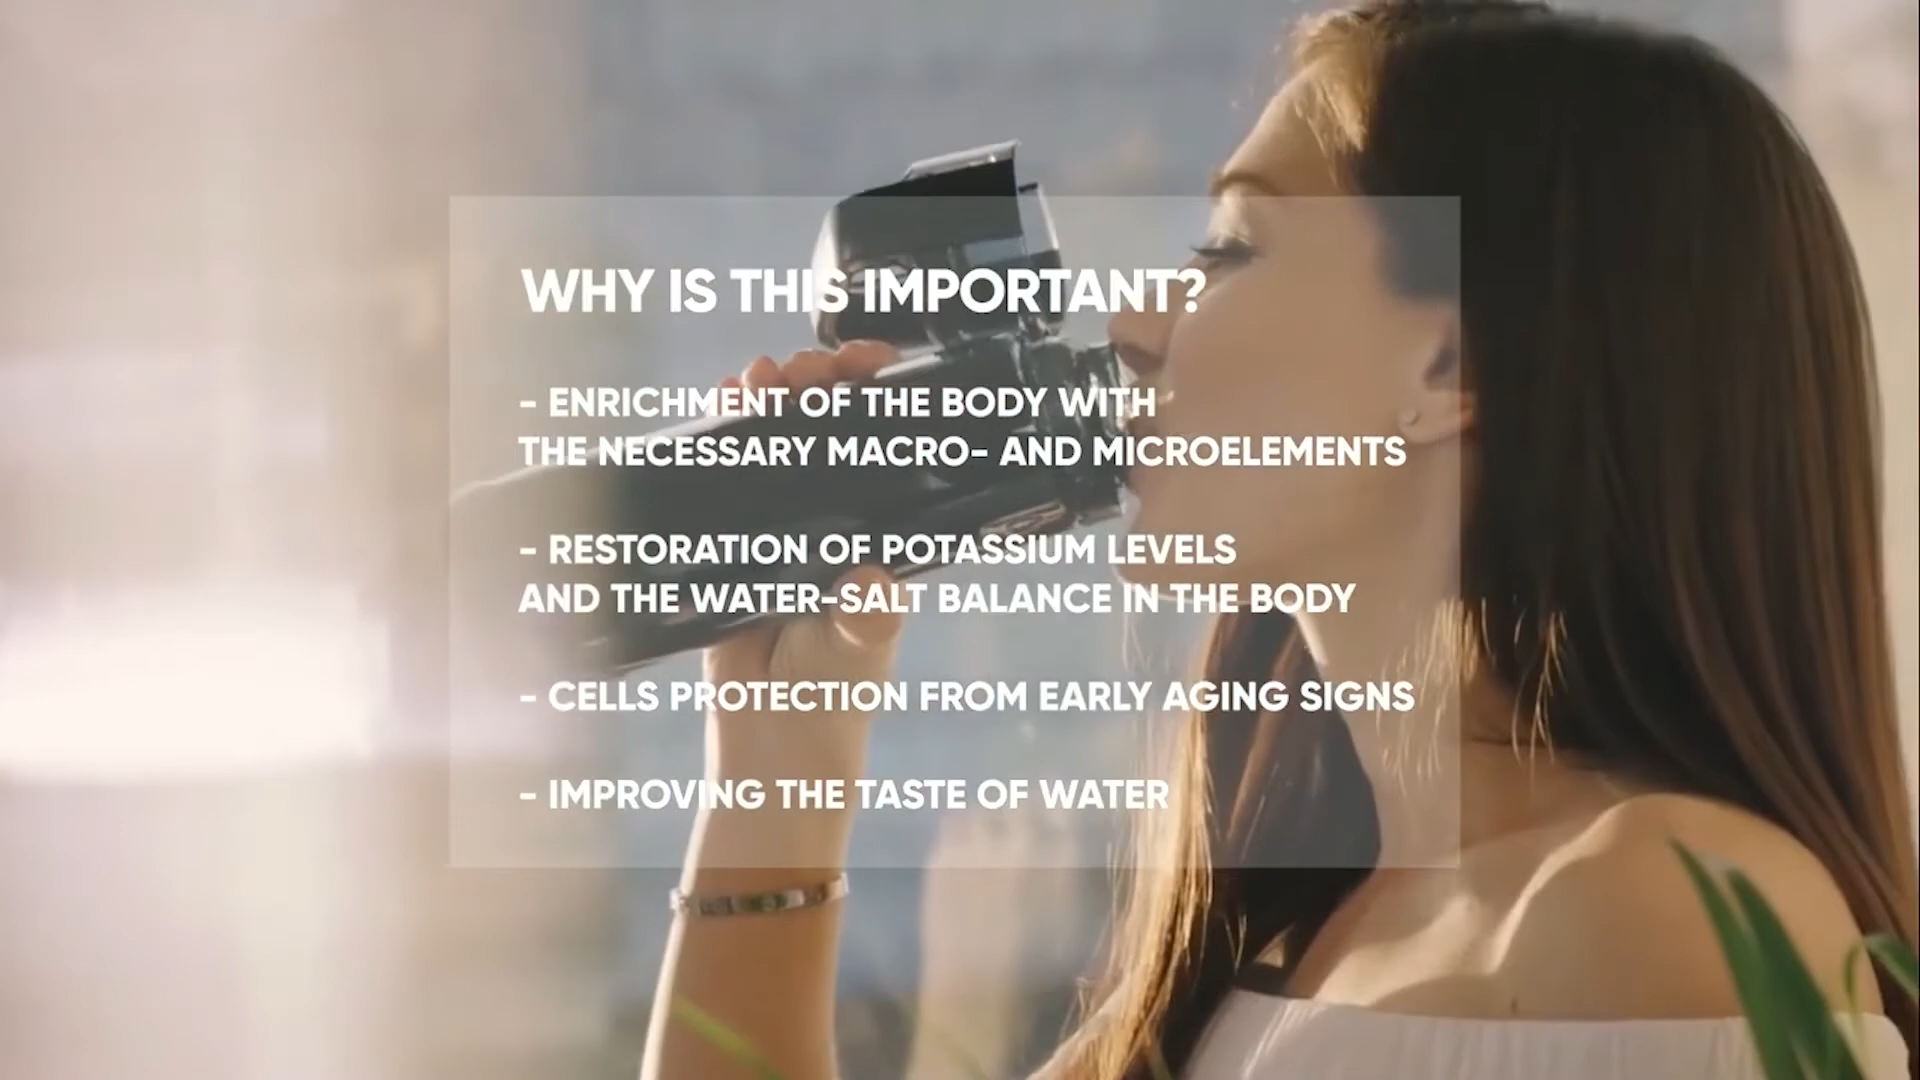 WHY IS THIS IMPORTANT?
- ENRICHMENT OF THE BODY WITH
THE NECESSARY MACRO- AND MICROELEMENTS
- RESTORATION OF POTASSIUM LEVELS
AND THE WATER-SALT BALANCE IN THE BODY
- CELLS PROTECTION FROM EARLY AGING SIGNS
- IMPROVING THE TASTE OF WATER